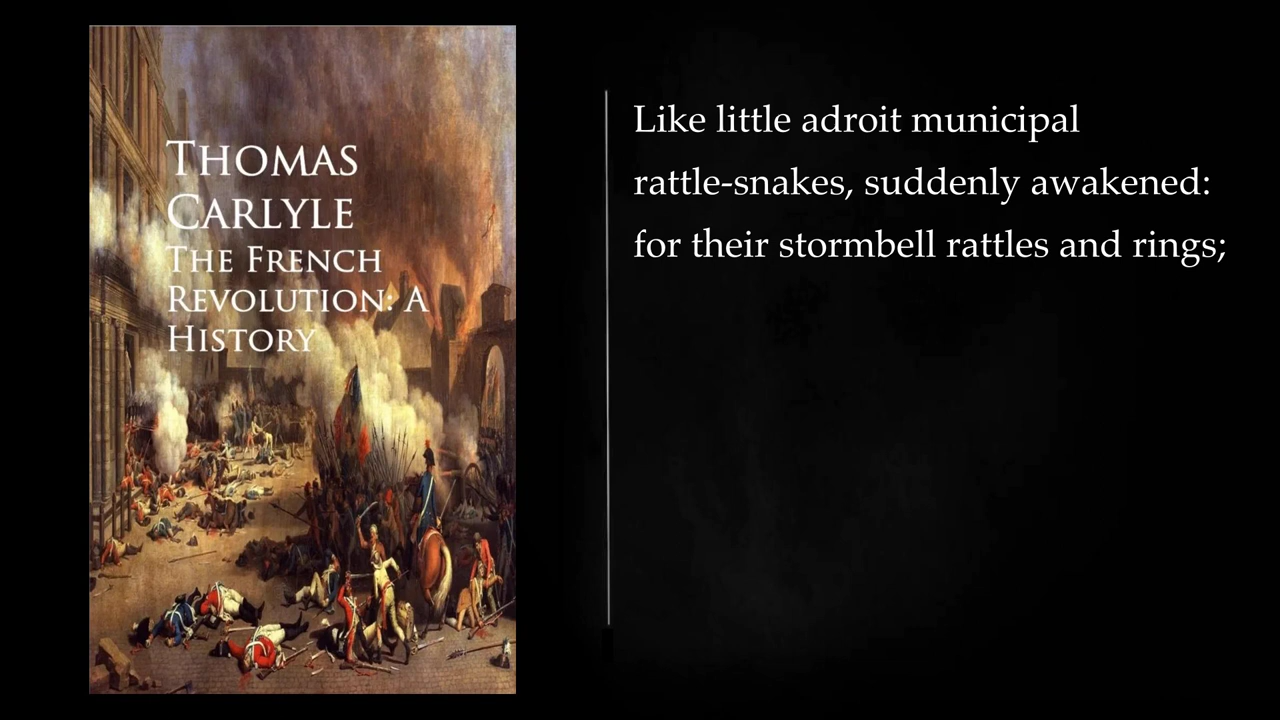 THOMAS
CARLYLE
THE FRENCH
REVOLUTION: A
HISTORY
Like little adroit municipal
rattle-snakes, suddenly awakened:
for their stormbell rattles and rings;